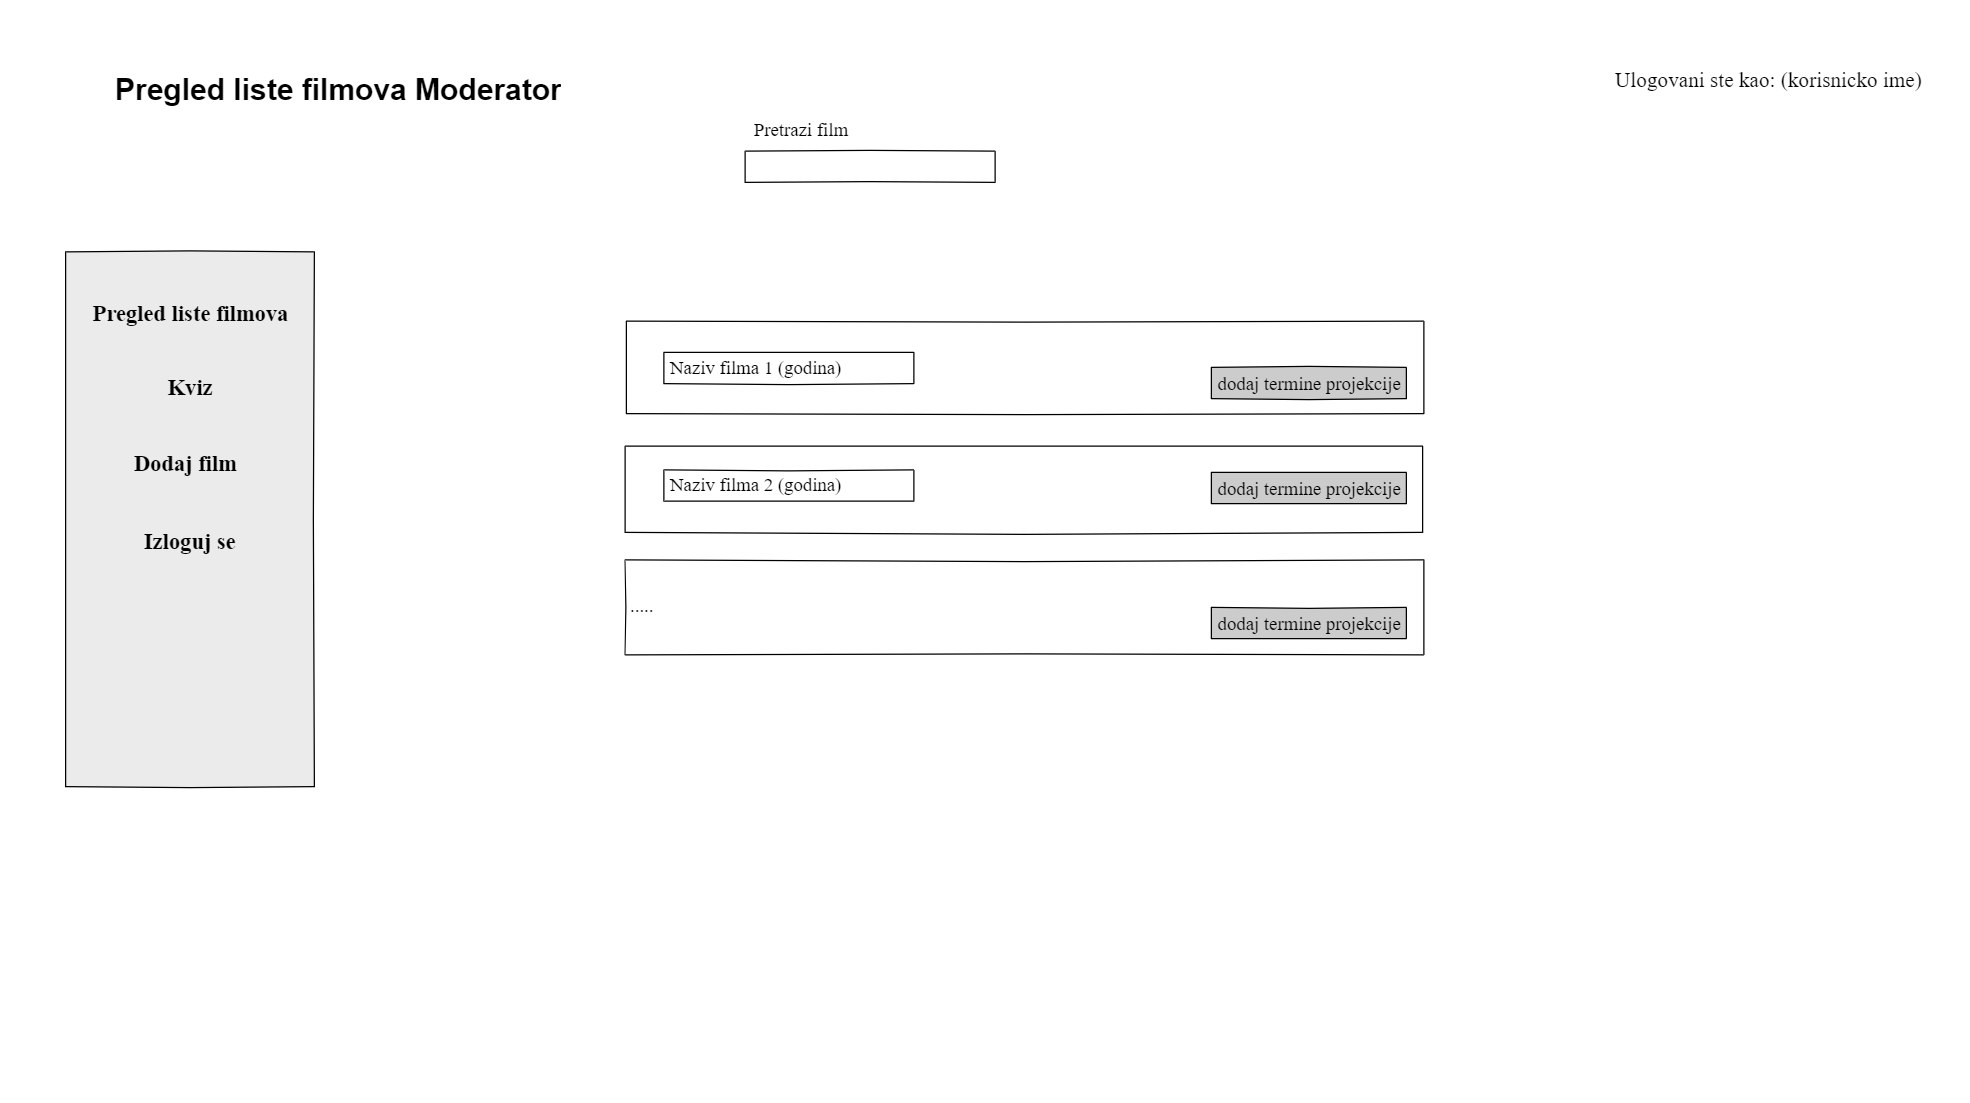 Pregled liste filmova Moderator
Ulogovani ste kao: (korisnicko ime)
Pretrazi film
Pregled liste filmova
Kviz
Dodaj film
Izloguj se
Naziv filma 1 (godina)
dodaj termine projekcije
Naziv filma 2 (godina)
dodaj termine projekcije
.....
dodaj termine projekcije